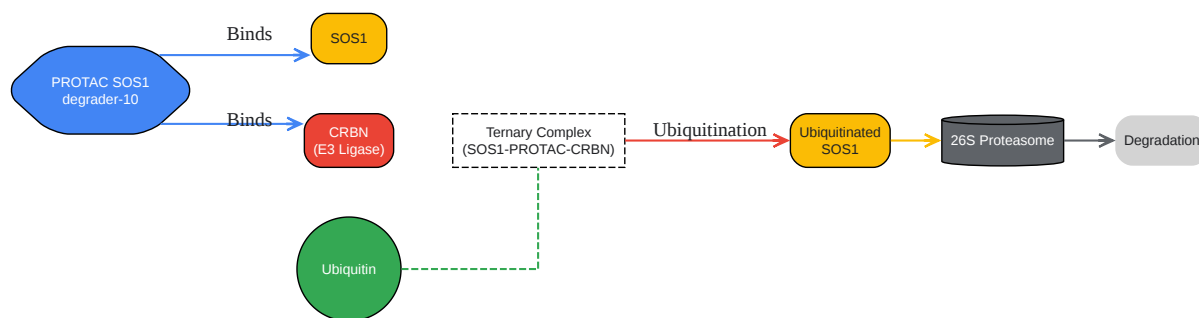 Binds
SOS1
PROTAC SOS1
degrader-10
Binds
CRBN
(E3 Ligase)
Ternary Complex
(SOS1-PROTAC-CRBN)
Ubiquitination
Ubiquitinated
SOS1
26S Proteasome
Degradation
Ubiquitin